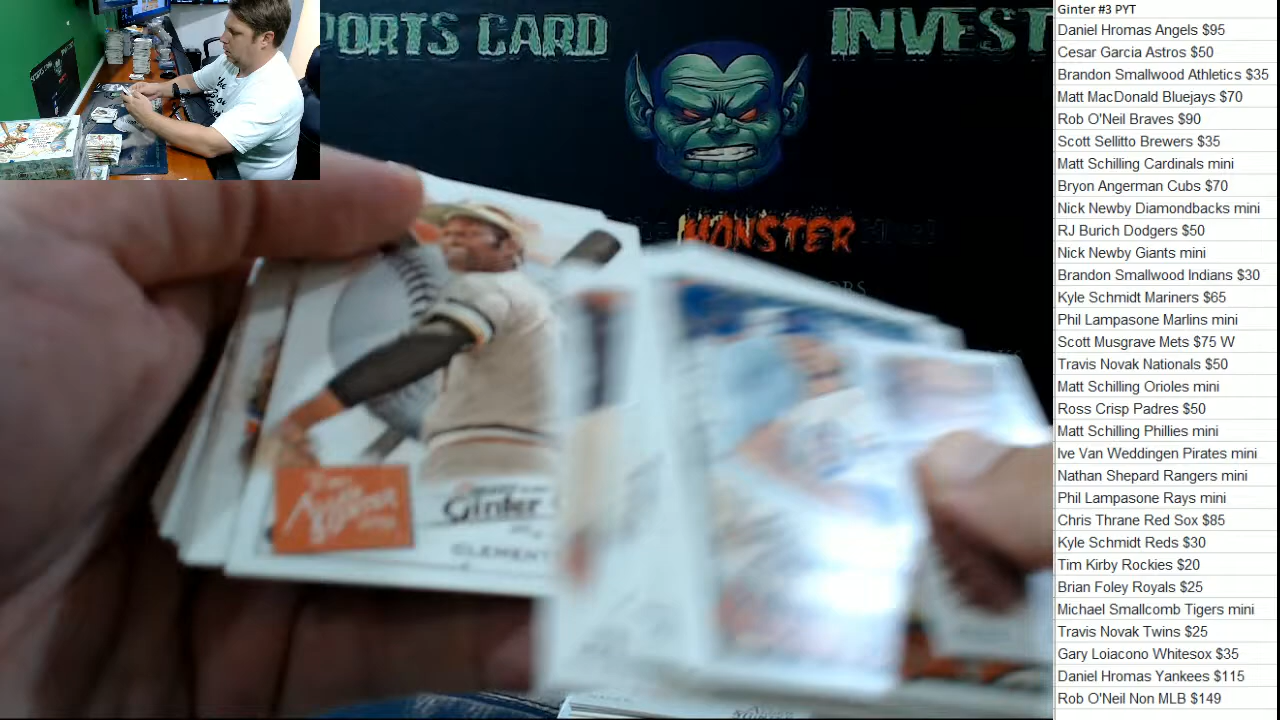 PORTS CARD INVEST
MONSTER
ORS
Ginter
CLEMENT
Ginter #3 PYT
Daniel Hromas Angels $95
Cesar Garcia Astros $50
Brandon Smallwood Athletics $35
Matt MacDonald Bluejays $70
Rob O'Neil Braves $90
Scott Sellitto Brewers $35
Matt Schilling Cardinals mini
Bryon Angerman Cubs $70
Nick Newby Diamondbacks mini
RJ Burich Dodgers $50
Nick Newby Giants mini
Brandon Smallwood Indians $30
Kyle Schmidt Mariners $65
Phil Lampasone Marlins mini
Scott Musgrave Mets $75 W
Travis Novak Nationals $50
Matt Schilling Orioles mini
Ross Crisp Padres $50
Matt Schilling Phillies mini
Ive Van Weddingen Pirates mini
Nathan Shepard Rangers mini
Phil Lampasone Rays mini
Chris Thrane Red Sox $85
Kyle Schmidt Reds $30
Tim Kirby Rockies $20
Brian Foley Royals $25
Michael Smallcomb Tigers mini
Travis Novak Twins $25
Gary Loiacono Whitesox $35
Daniel Hromas Yankees $115
Rob O'Neil Non MLB $149